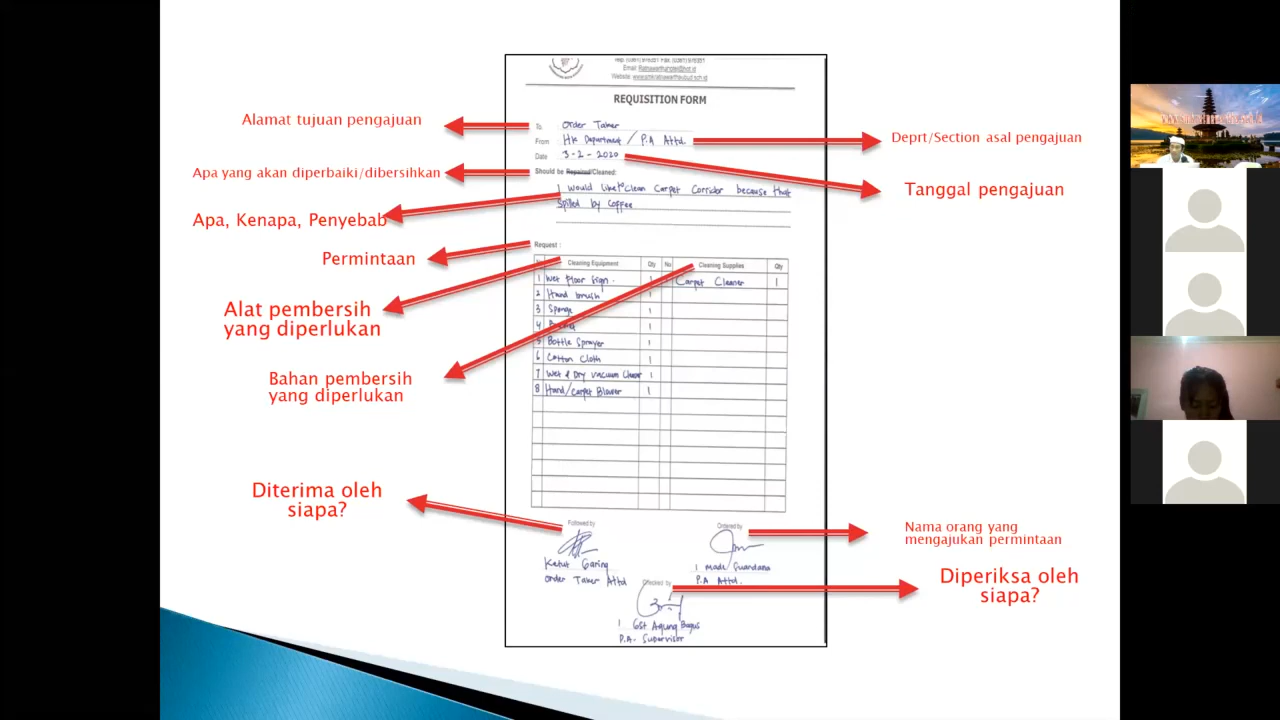 Email:
Website:
REQUISITION FORM
To Order Taker
From Hk Department / P.A Attd.
Date 3-2-2020
Should be Repaired/Cleaned:
I would like to clean Carpet Corridor because that
spilled by Coffee
Request :
No Cleaning Equipment Qty No Cleaning Supplies Qty
1 Wet floor sign. 1 Carpet Cleaner 1
2 Hand brush 1
3 Sponge 1
4 1
5 Bottle Sprayer 1
6 Cotton Cloth 1
7 Wet & Dry vacuum Cleaner 1
8 Hand/Carpet Blower 1
Followed by
Ketut Garing
Order Taker Attd
Ordered by
I Made Suardana
P.A Attd.
Checked by
I Gst Agung Bagus
P.A. Supervisor
Alamat tujuan pengajuan
Apa yang akan diperbaiki/dibersihkan
Apa, Kenapa, Penyebab
Permintaan
Alat pembersih
yang diperlukan
Bahan pembersih
yang diperlukan
Diterima oleh
siapa?
Deprt/Section asal pengajuan
Tanggal pengajuan
Nama orang yang
mengajukan permintaan
Diperiksa oleh
siapa?